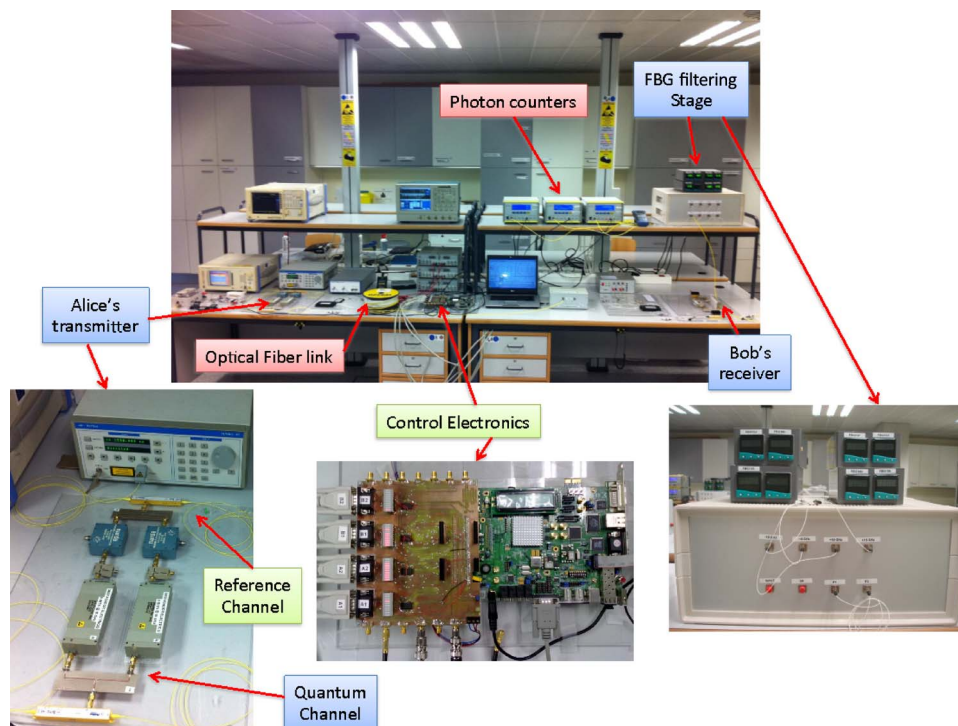 Photon counters
FBG filtering
Stage
Alice's
transmitter
Optical Fiber link
Bob's
receiver
Control Electronics
Reference
Channel
Quantum
Channel